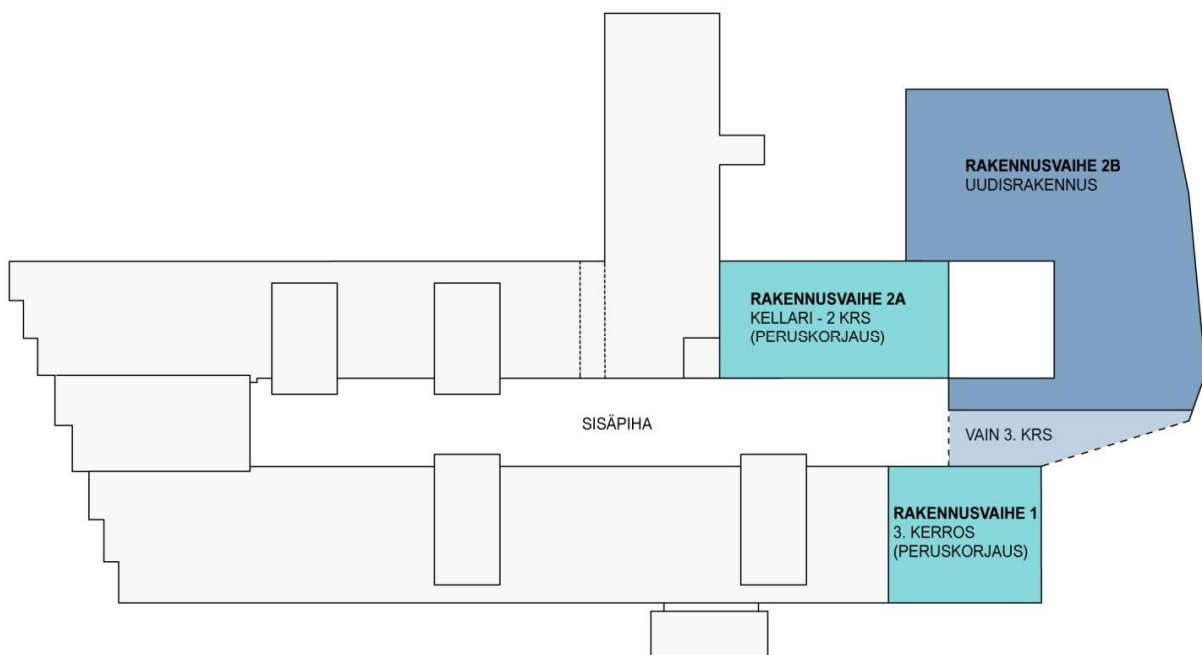 RAKENNUSVAIHE 2B
UUDISRAKENNUS
RAKENNUSVAIHE 2A
KELLARI - 2 KRS
(PERUSKORJAUS)
SISÄPIHA
VAIN 3. KRS
RAKENNUSVAIHE 1
3. KERROS
(PERUSKORJAUS)